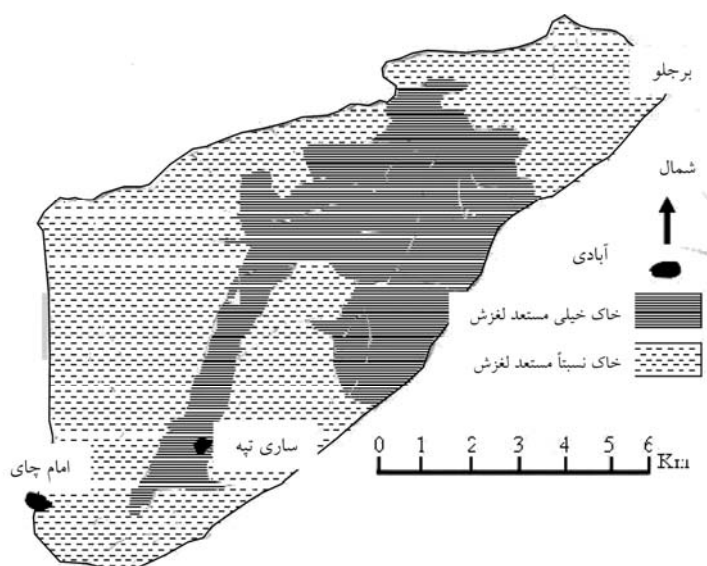 برجلو
شمال
آبادی
خاک خیلی مستعد لغزش
خاک نسبتاً مستعد لغزش
ساری تپه
امام چای
0 1 2 3 4 5 6
Km